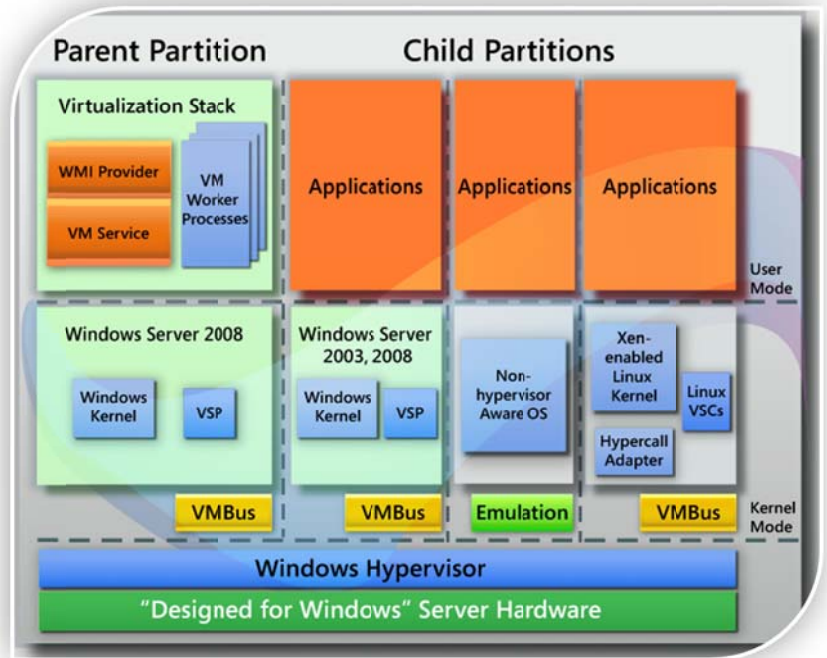 Parent Partition
Child Partitions
Virtualization Stack
WMI Provider
VM Service
VM
Worker
Processes
Applications
Applications
Applications
User
Mode
Windows Server 2008
Windows
Kernel
VSP
Windows Server
2003, 2008
Windows
Kernel
VSP
Non-
hypervisor
Aware OS
Xen-
enabled
Linux
Kernel
Linux
VSCs
Hypercall
Adapter
VMBus
VMBus
Emulation
VMBus
Kernel
Mode
Windows Hypervisor
“Designed for Windows” Server Hardware